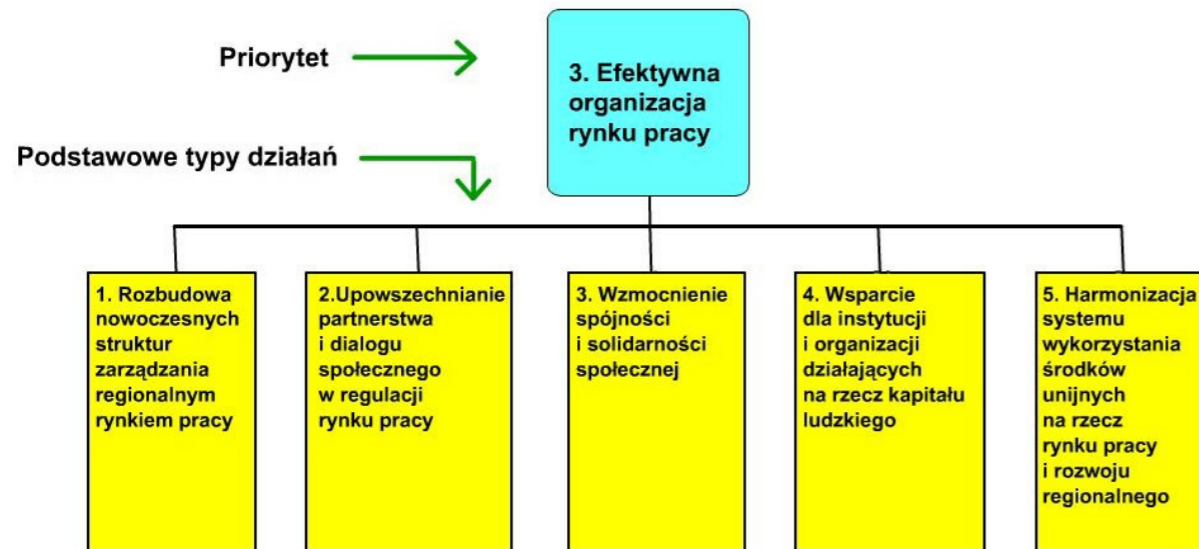 Priorytet
3. Efektywna
organizacja
rynku pracy
Podstawowe typy działań
1. Rozbudowa
nowoczesnych
struktur
zarządzania
regionalnym
rynkiem pracy
2.Upowszechnianie
partnerstwa
i dialogu
społecznego
w regulacji
rynku pracy
3. Wzmocnienie
spójności
i solidarności
społecznej
4. Wsparcie
dla instytucji
i organizacji
działających
na rzecz kapitału
ludzkiego
5. Harmonizacja
systemu
wykorzystania
środków
unijnych
na rzecz
rynku pracy
i rozwoju
regionalnego